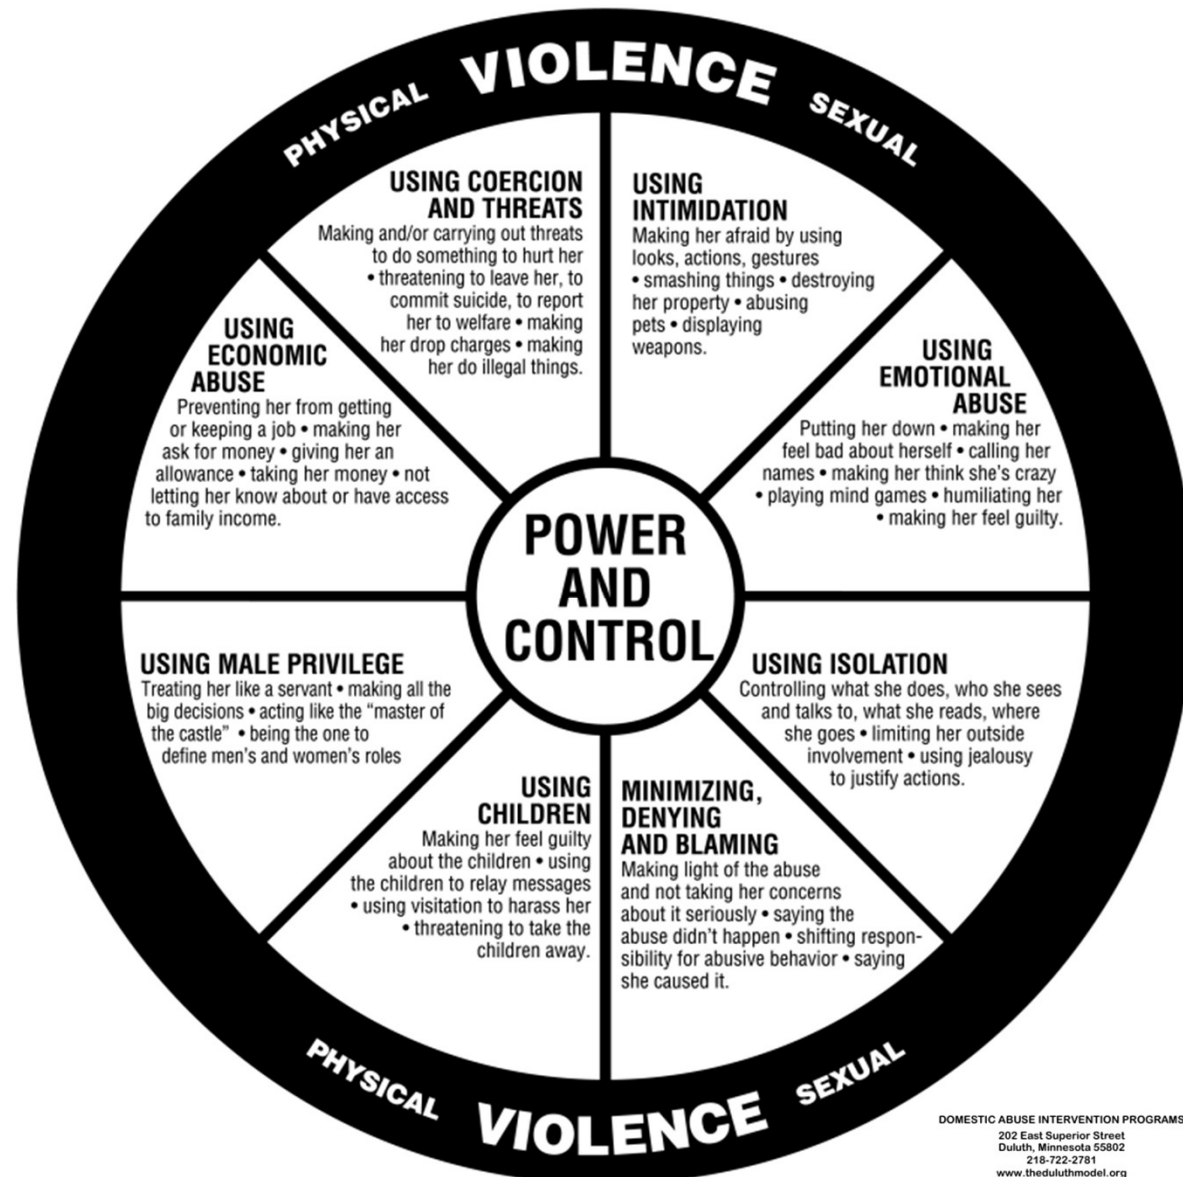 PHYSICAL VIOLENCE SEXUAL
USING COERCION
AND THREATS
Making and/or carrying out threats
to do something to hurt her
• threatening to leave her, to
commit suicide, to report
her to welfare • making
her drop charges • making
her do illegal things.
USING
INTIMIDATION
Making her afraid by using
looks, actions, gestures
• smashing things • destroying
her property • abusing
pets • displaying
weapons.
USING
EMOTIONAL
ABUSE
Putting her down • making her
feel bad about herself • calling her
names • making her think she's crazy
• playing mind games • humiliating her
• making her feel guilty.
USING ISOLATION
Controlling what she does, who she sees
and talks to, what she reads, where
she goes • limiting her outside
involvement • using jealousy
to justify actions.
MINIMIZING,
DENYING
AND BLAMING
Making light of the abuse
and not taking her concerns
about it seriously • saying the
abuse didn't happen • shifting respon-
sibility for abusive behavior • saying
she caused it.
USING
CHILDREN
Making her feel guilty
about the children • using
the children to relay messages
• using visitation to harass her
• threatening to take the
children away.
USING MALE PRIVILEGE
Treating her like a servant • making all the
big decisions • acting like the "master of
the castle" • being the one to
define men's and women's roles
USING
ECONOMIC
ABUSE
Preventing her from getting
or keeping a job • making her
ask for money • giving her an
allowance • taking her money • not
letting her know about or have access
to family income.
POWER
AND
CONTROL
PHYSICAL VIOLENCE SEXUAL
DOMESTIC ABUSE INTERVENTION PROGRAMS
202 East Superior Street
Duluth, Minnesota 55802
218-722-2781
www.theduluthmodel.org